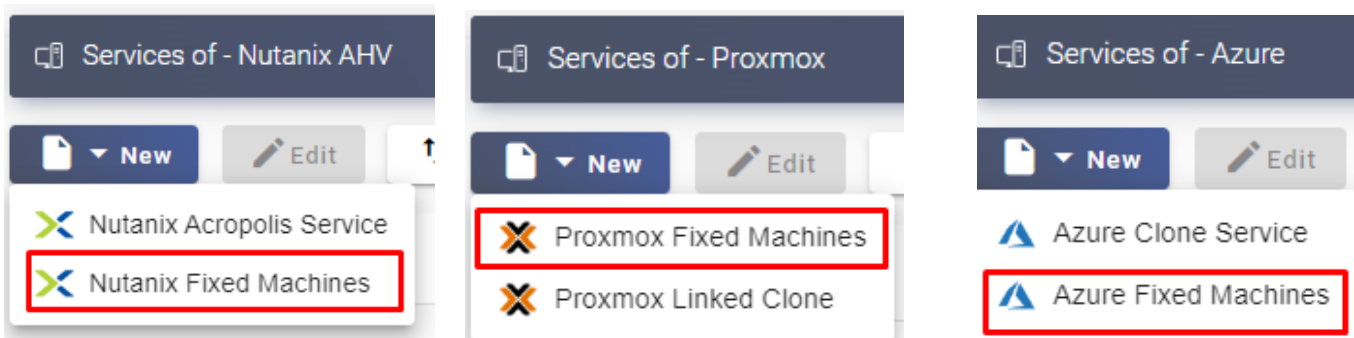 Services of - Nutanix AHV
New
Edit
Nutanix Acropolis Service
Nutanix Fixed Machines
Services of - Proxmox
New
Edit
Proxmox Fixed Machines
Proxmox Linked Clone
Services of - Azure
New
Edit
Azure Clone Service
Azure Fixed Machines